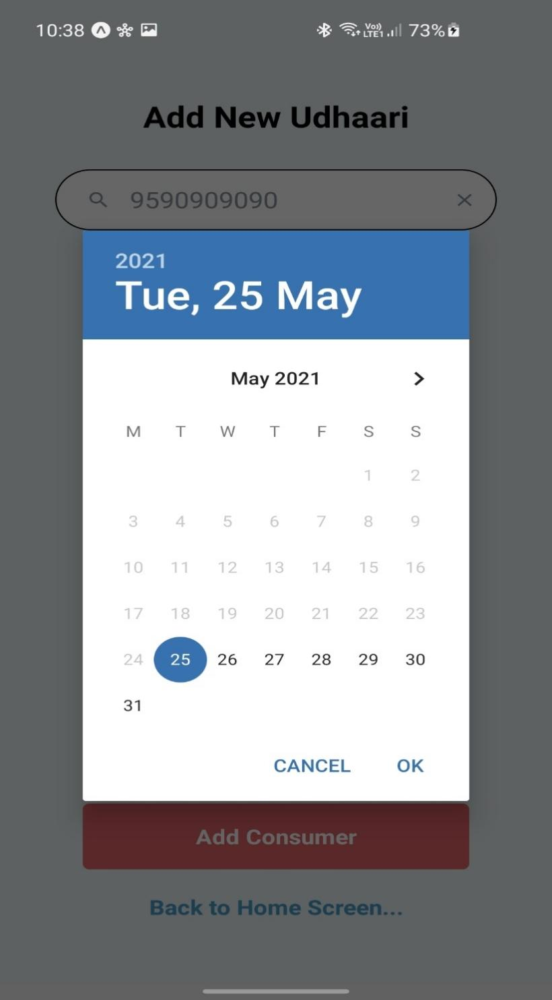 10:38 Vo)) LTE1 73%
Add New Udhaari
9590909090
2021
Tue, 25 May
May 2021
M T W T F S S
1 2
3 4 5 6 7 8 9
10 11 12 13 14 15 16
17 18 19 20 21 22 23
24 25 26 27 28 29 30
31
CANCEL OK
Add Consumer
Back to Home Screen...